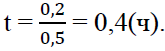 t = 0,2/0,5 = 0,4(ч).